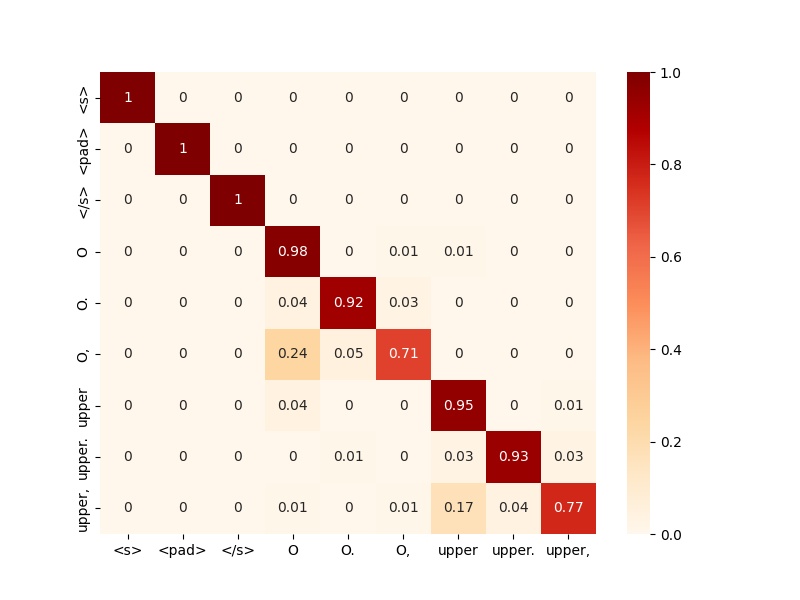 <s> 1 0 0 0 0 0 0 0 0
<pad> 0 1 0 0 0 0 0 0 0
</s> 0 0 1 0 0 0 0 0 0
O 0 0 0 0.98 0 0.01 0.01 0 0
O. 0 0 0 0.04 0.92 0.03 0 0 0
O, 0 0 0 0.24 0.05 0.71 0 0 0
upper 0 0 0 0.04 0 0 0.95 0 0.01
upper. 0 0 0 0 0.01 0 0.03 0.93 0.03
upper, 0 0 0 0.01 0 0.01 0.17 0.04 0.77
<s> <pad> </s> O O. O, upper upper. upper,
1.0
0.8
0.6
0.4
0.2
0.0